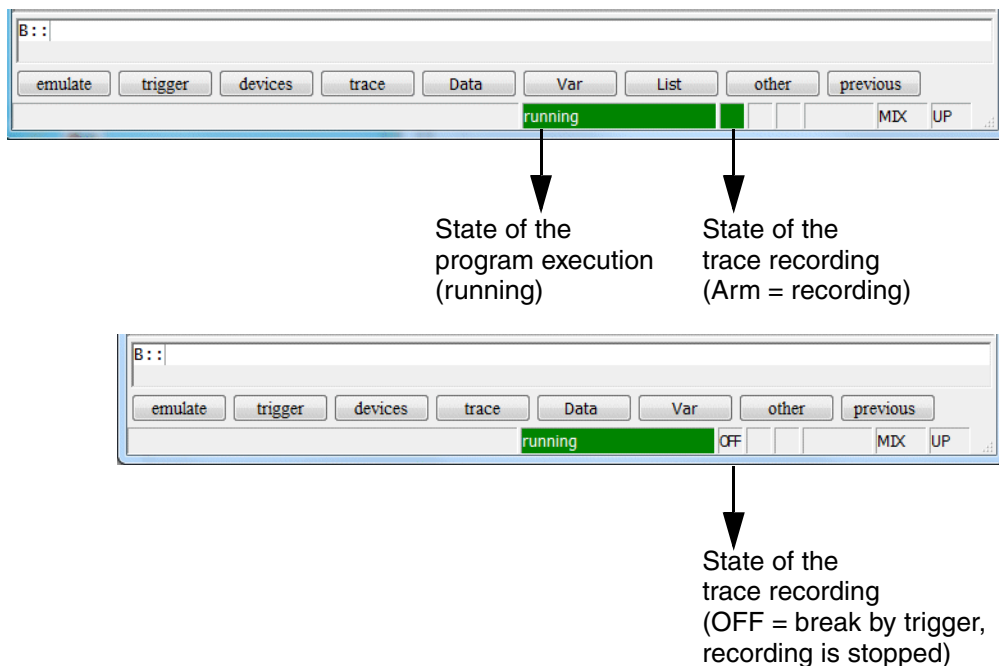 B::
emulate trigger devices trace Data Var List other previous
running MIX UP
State of the
program execution
(running)
State of the
trace recording
(Arm = recording)
B::
emulate trigger devices trace Data Var other previous
running OFF MIX UP
State of the
trace recording
(OFF = break by trigger,
recording is stopped)